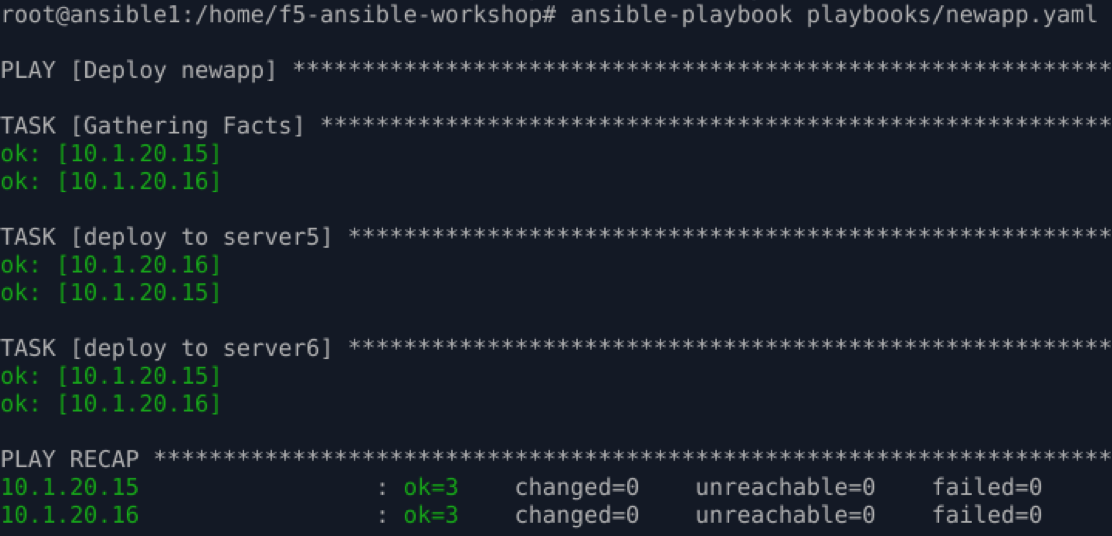 root@ansible1:/home/f5-ansible-workshop# ansible-playbook playbooks/newapp.yaml
PLAY [Deploy newapp] ***********************************************************
TASK [Gathering Facts] *********************************************************
ok: [10.1.20.15]
ok: [10.1.20.16]
TASK [deploy to server5] *******************************************************
ok: [10.1.20.16]
ok: [10.1.20.15]
TASK [deploy to server6] *******************************************************
ok: [10.1.20.15]
ok: [10.1.20.16]
PLAY RECAP *********************************************************************
10.1.20.15                 : ok=3    changed=0    unreachable=0    failed=0
10.1.20.16                 : ok=3    changed=0    unreachable=0    failed=0